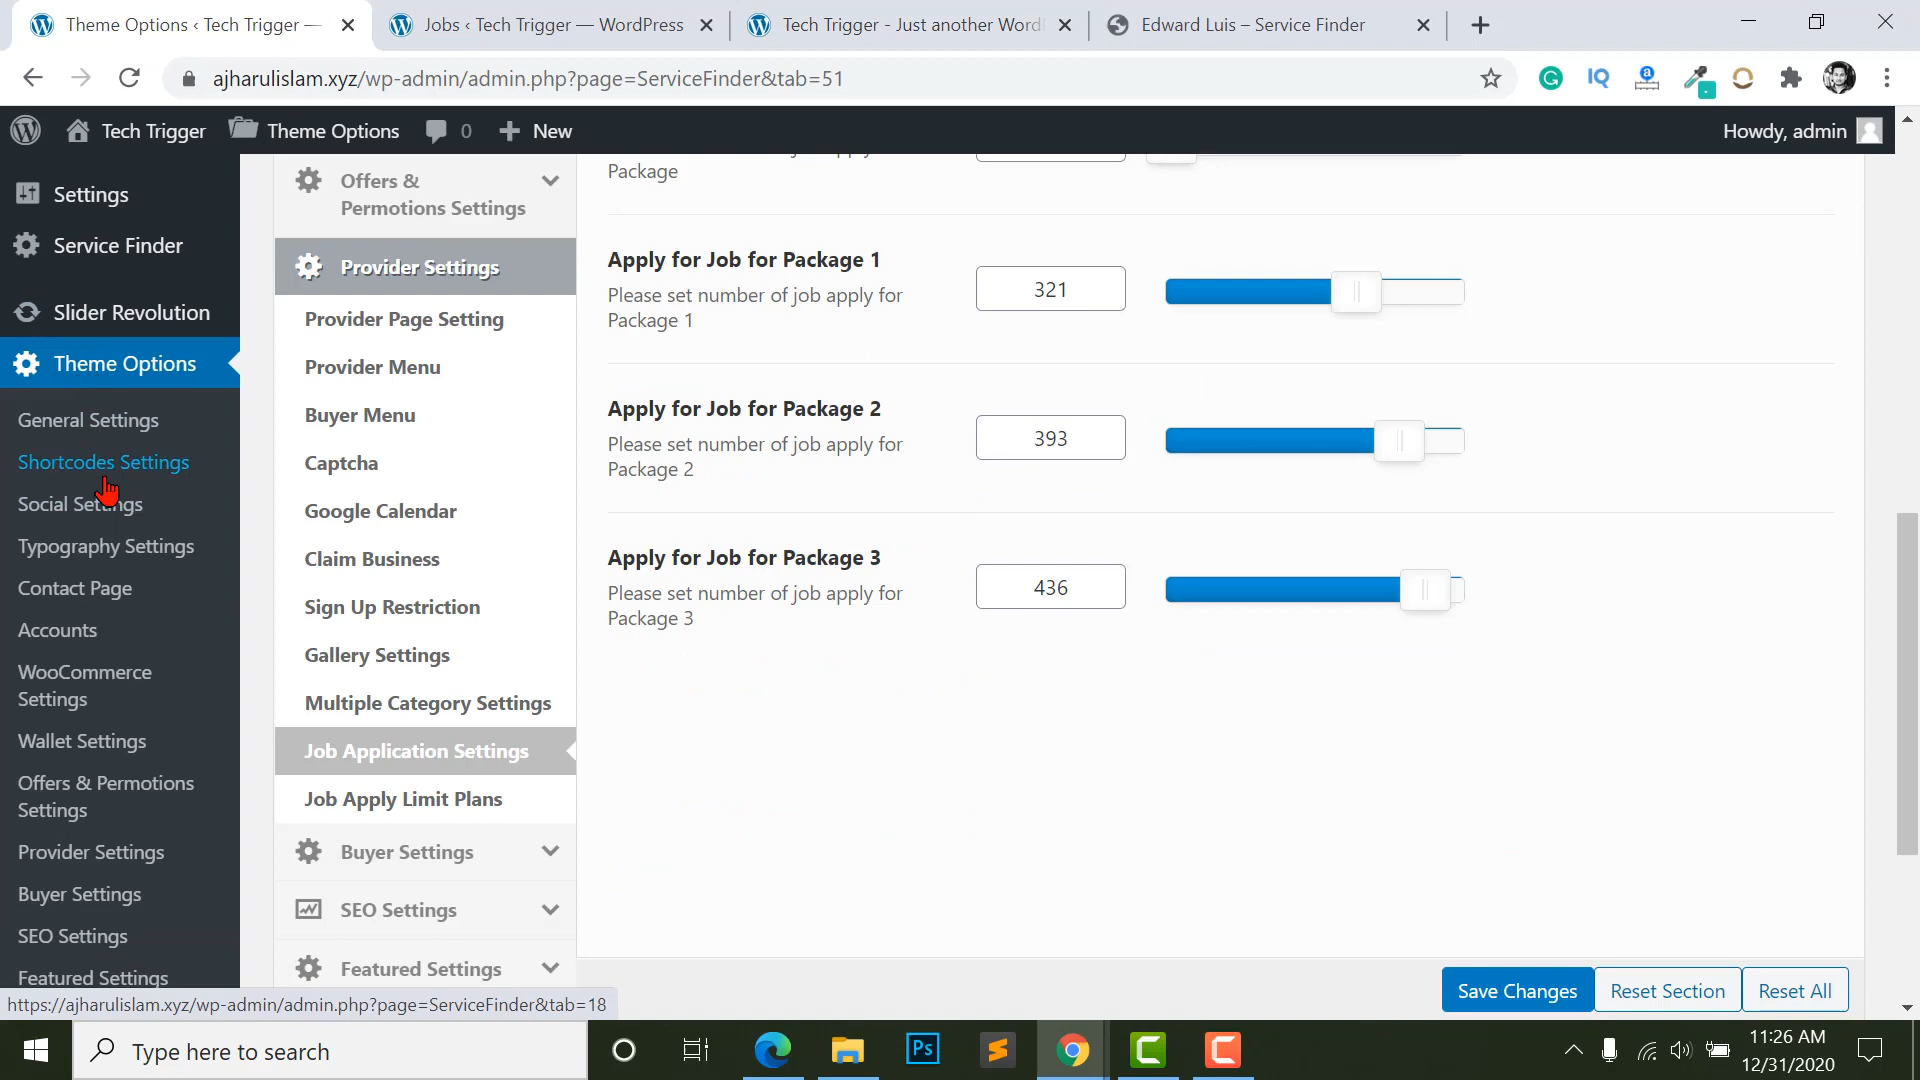 Theme Options ‹ Tech Trigger —
Jobs ‹ Tech Trigger — WordPress
Tech Trigger - Just another Word
Edward Luis – Service Finder
ajharulislam.xyz/wp-admin/admin.php?page=ServiceFinder&tab=51
Tech Trigger
Theme Options
0
New
Howdy, admin
Settings
Service Finder
Slider Revolution
Theme Options
General Settings
Shortcodes Settings
Social Settings
Typography Settings
Contact Page
Accounts
WooCommerce
Settings
Wallet Settings
Offers & Permotions
Settings
Provider Settings
Buyer Settings
SEO Settings
Featured Settings
Offers &
Permotions Settings
Provider Settings
Provider Page Setting
Provider Menu
Buyer Menu
Captcha
Google Calendar
Claim Business
Sign Up Restriction
Gallery Settings
Multiple Category Settings
Job Application Settings
Job Apply Limit Plans
Buyer Settings
SEO Settings
Featured Settings
Package
Apply for Job for Package 1
Please set number of job apply for
Package 1
321
Apply for Job for Package 2
Please set number of job apply for
Package 2
393
Apply for Job for Package 3
Please set number of job apply for
Package 3
436
Save Changes
Reset Section
Reset All
https://ajharulislam.xyz/wp-admin/admin.php?page=ServiceFinder&tab=18
Type here to search
Ps
11:26 AM
12/31/2020